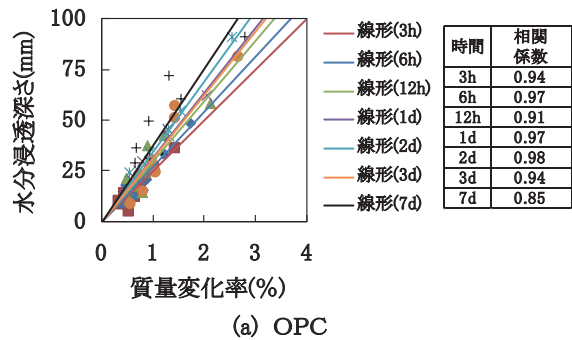 100
75
50
25
0
水分浸透深さ(mm)
0 1 2 3 4
質量変化率(%)
線形(3h)
線形(6h)
線形(12h)
線形(1d)
線形(2d)
線形(3d)
線形(7d)
時間 相関係数
3h 0.94
6h 0.97
12h 0.91
1d 0.97
2d 0.98
3d 0.94
7d 0.85
(a) OPC